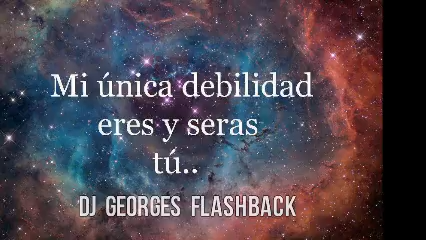 Mi única debilidad
eres y seras
tú..
DJ GEORGES FLASHBACK